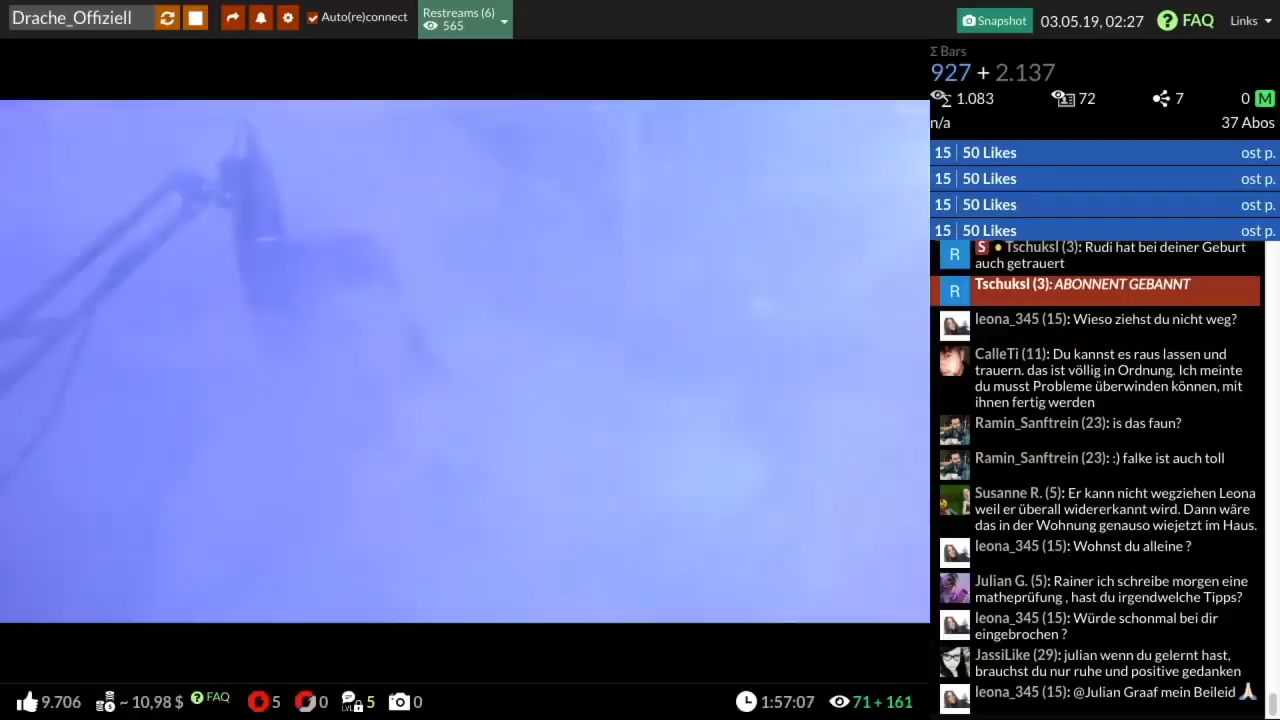 Drache_Offiziell
Auto(re)connect
Restreams (6)
565
Snapshot
03.05.19, 02:27
FAQ
Links
Σ Bars
927 + 2.137
1.083
72
7
0 M
n/a
37 Abos
15 50 Likes ost p.
15 50 Likes ost p.
15 50 Likes ost p.
15 50 Likes ost p.
R
S Tschuksl (3): Rudi hat bei deiner Geburt
auch getrauert
R
Tschuksl (3): ABONNENT GEBANNT
leona_345 (15): Wieso ziehst du nicht weg?
CalleTi (11): Du kannst es raus lassen und
trauern. das ist völlig in Ordnung. Ich meinte
du musst Probleme überwinden können, mit
ihnen fertig werden
Ramin_Sanftrein (23): is das faun?
Ramin_Sanftrein (23): :) falke ist auch toll
Susanne R. (5): Er kann nicht wegziehen Leona
weil er überall widererkannt wird. Dann wäre
das in der Wohnung genauso wiejetzt im Haus.
leona_345 (15): Wohnst du alleine ?
Julian G. (5): Rainer ich schreibe morgen eine
matheprüfung , hast du irgendwelche Tipps?
leona_345 (15): Würde schonmal bei dir
eingebrochen ?
JassiLike (29): julian wenn du gelernt hast,
brauchst du nur ruhe und positive gedanken
leona_345 (15): @Julian Graaf mein Beileid 🙏🏻
9.706
~ 10,98 $
FAQ
5
0
5
0
1:57:07
71 + 161